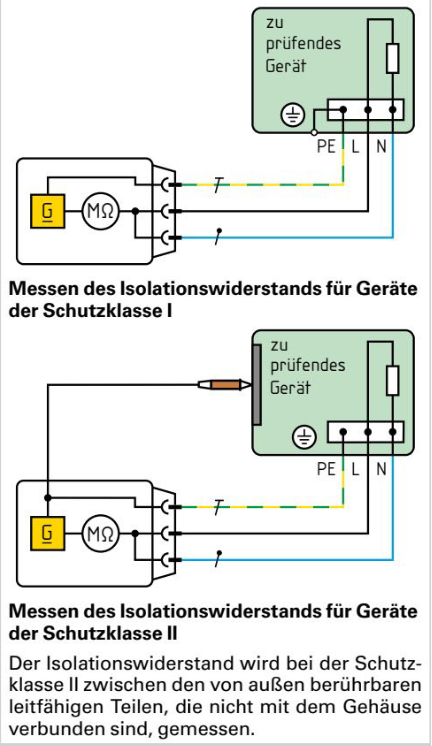 zu
prüfendes
Gerät
PE L N
G
MΩ
Messen des Isolationswiderstands für Geräte
der Schutzklasse I
zu
prüfendes
Gerät
PE L N
G
MΩ
Messen des Isolationswiderstands für Geräte
der Schutzklasse II
Der Isolationswiderstand wird bei der Schutz-
klasse II zwischen den von außen berührbaren
leitfähigen Teilen, die nicht mit dem Gehäuse
verbunden sind, gemessen.